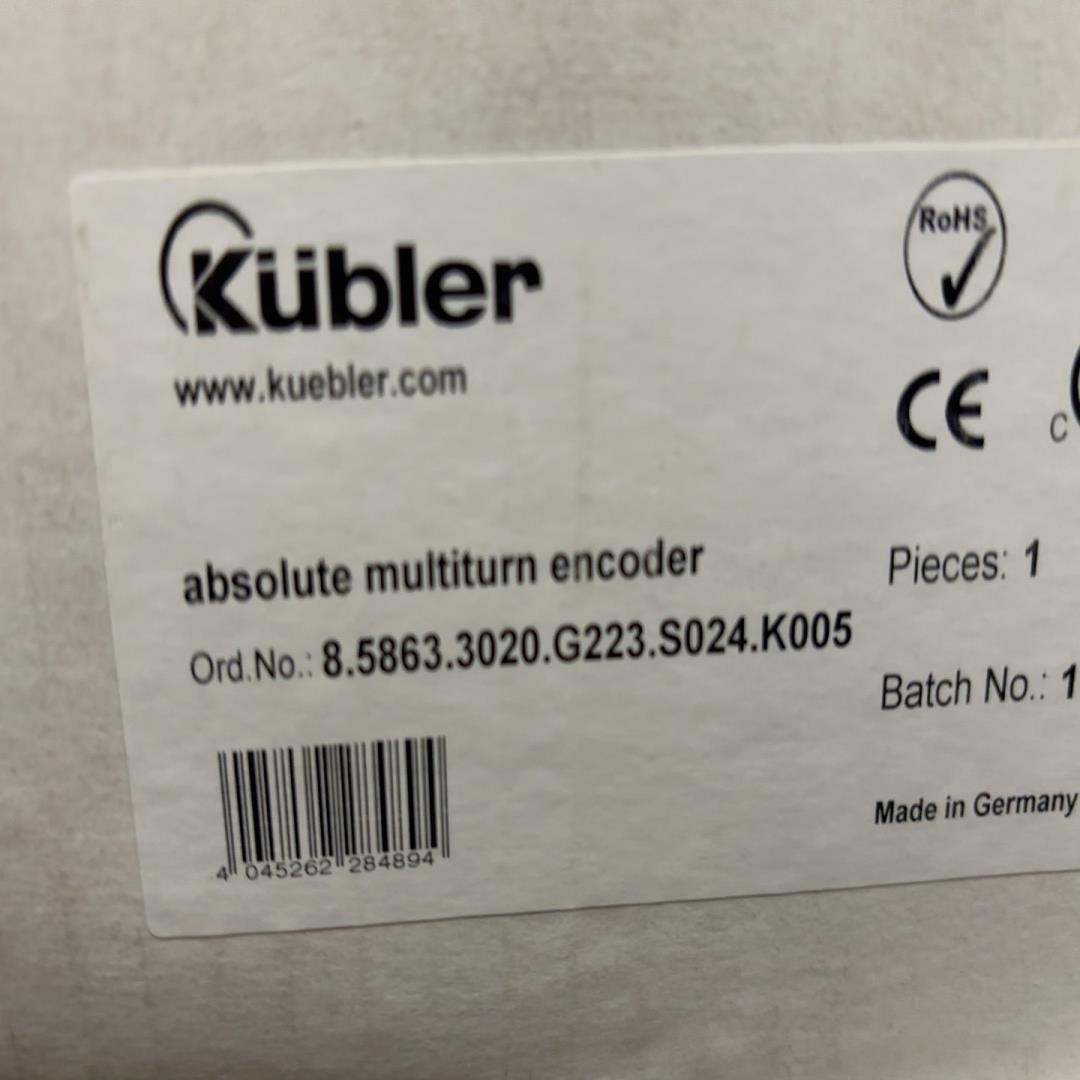 Kübler
www.kuebler.com
RoHS
CE
C
absolute multiturn encoder
Pieces: 1
Ord.No.: 8.5863.3020.G223.S024.K005
Batch No.: 1
Made in Germany
4 045262 284894